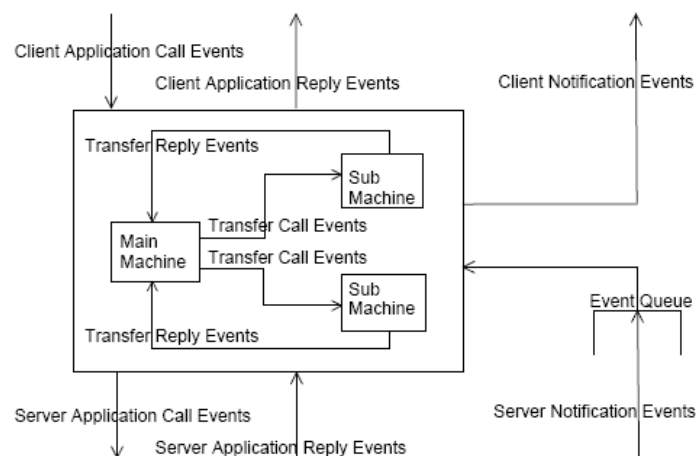 Client Application Call Events
Client Application Reply Events
Client Notification Events
Transfer Reply Events
Sub
Machine
Transfer Call Events
Main
Machine
Transfer Call Events
Sub
Machine
Event Queue
Transfer Reply Events
Server Application Call Events
Server Notification Events
Server Application Reply Events